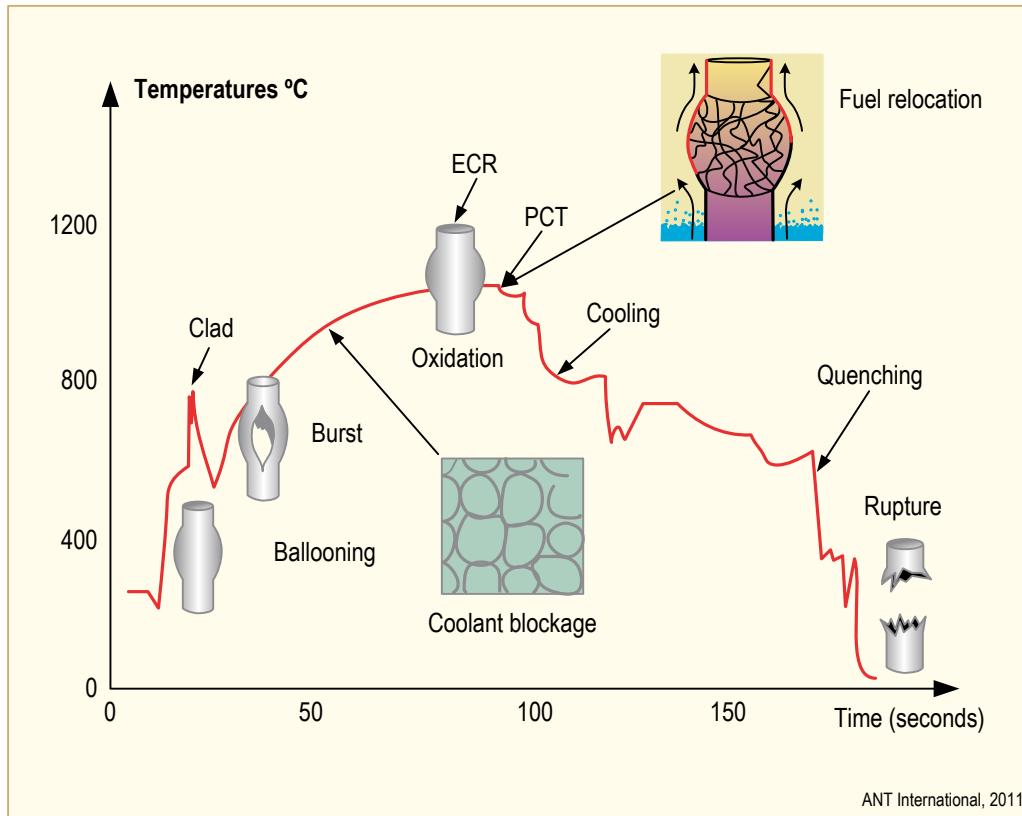 Temperatures ºC
Fuel relocation
ECR
1200
PCT
Clad
Cooling
Oxidation
800
Quenching
Burst
Rupture
400
Ballooning
Coolant blockage
0
0
50
100
150
Time (seconds)
ANT International, 2011